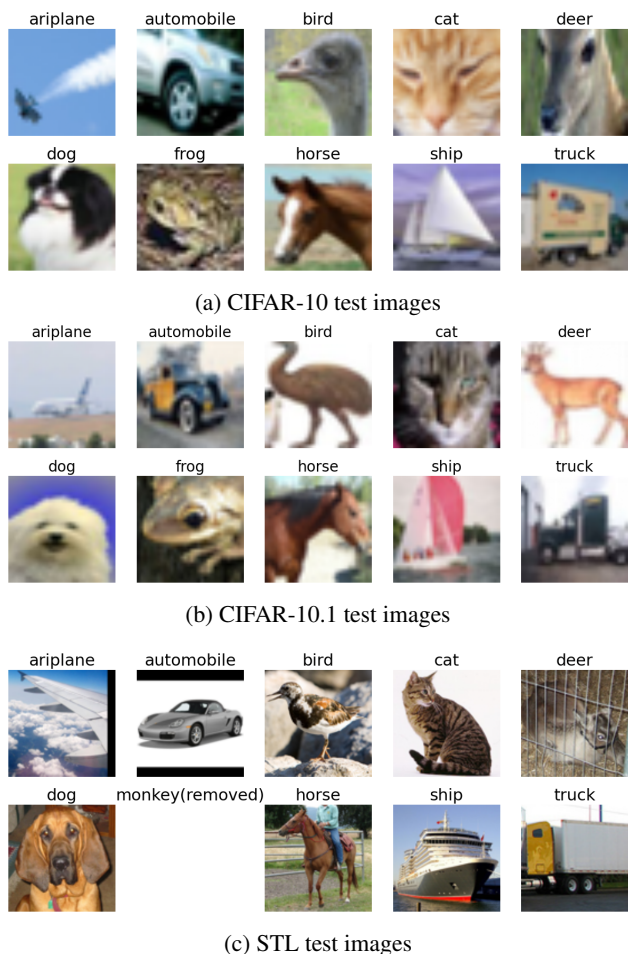 ariplane automobile bird cat deer
dog frog horse ship truck
(a) CIFAR-10 test images
ariplane automobile bird cat deer
dog frog horse ship truck
(b) CIFAR-10.1 test images
ariplane automobile bird cat deer
dog monkey(removed) horse ship truck
(c) STL test images